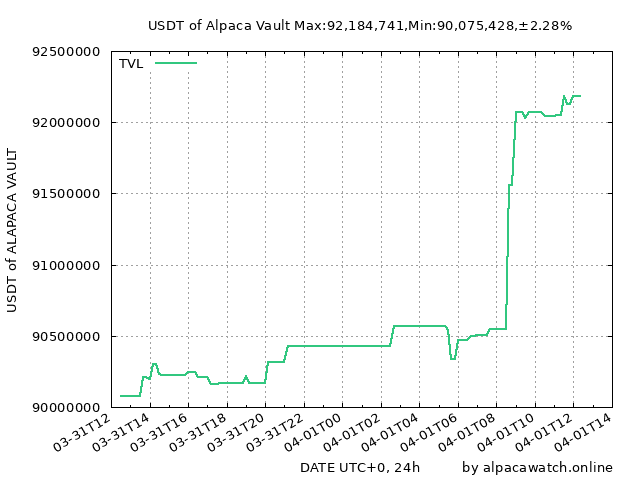 USDT of Alpaca Vault Max:92,184,741,Min:90,075,428,±2.28%
TVL
92500000
92000000
91500000
91000000
90500000
90000000
USDT of ALAPACA VAULT
03-31T12
03-31T14
03-31T16
03-31T18
03-31T20
03-31T22
04-01T00
04-01T02
04-01T04
04-01T06
04-01T08
04-01T10
04-01T12
04-01T14
DATE UTC+0, 24h
by alpacawatch.online